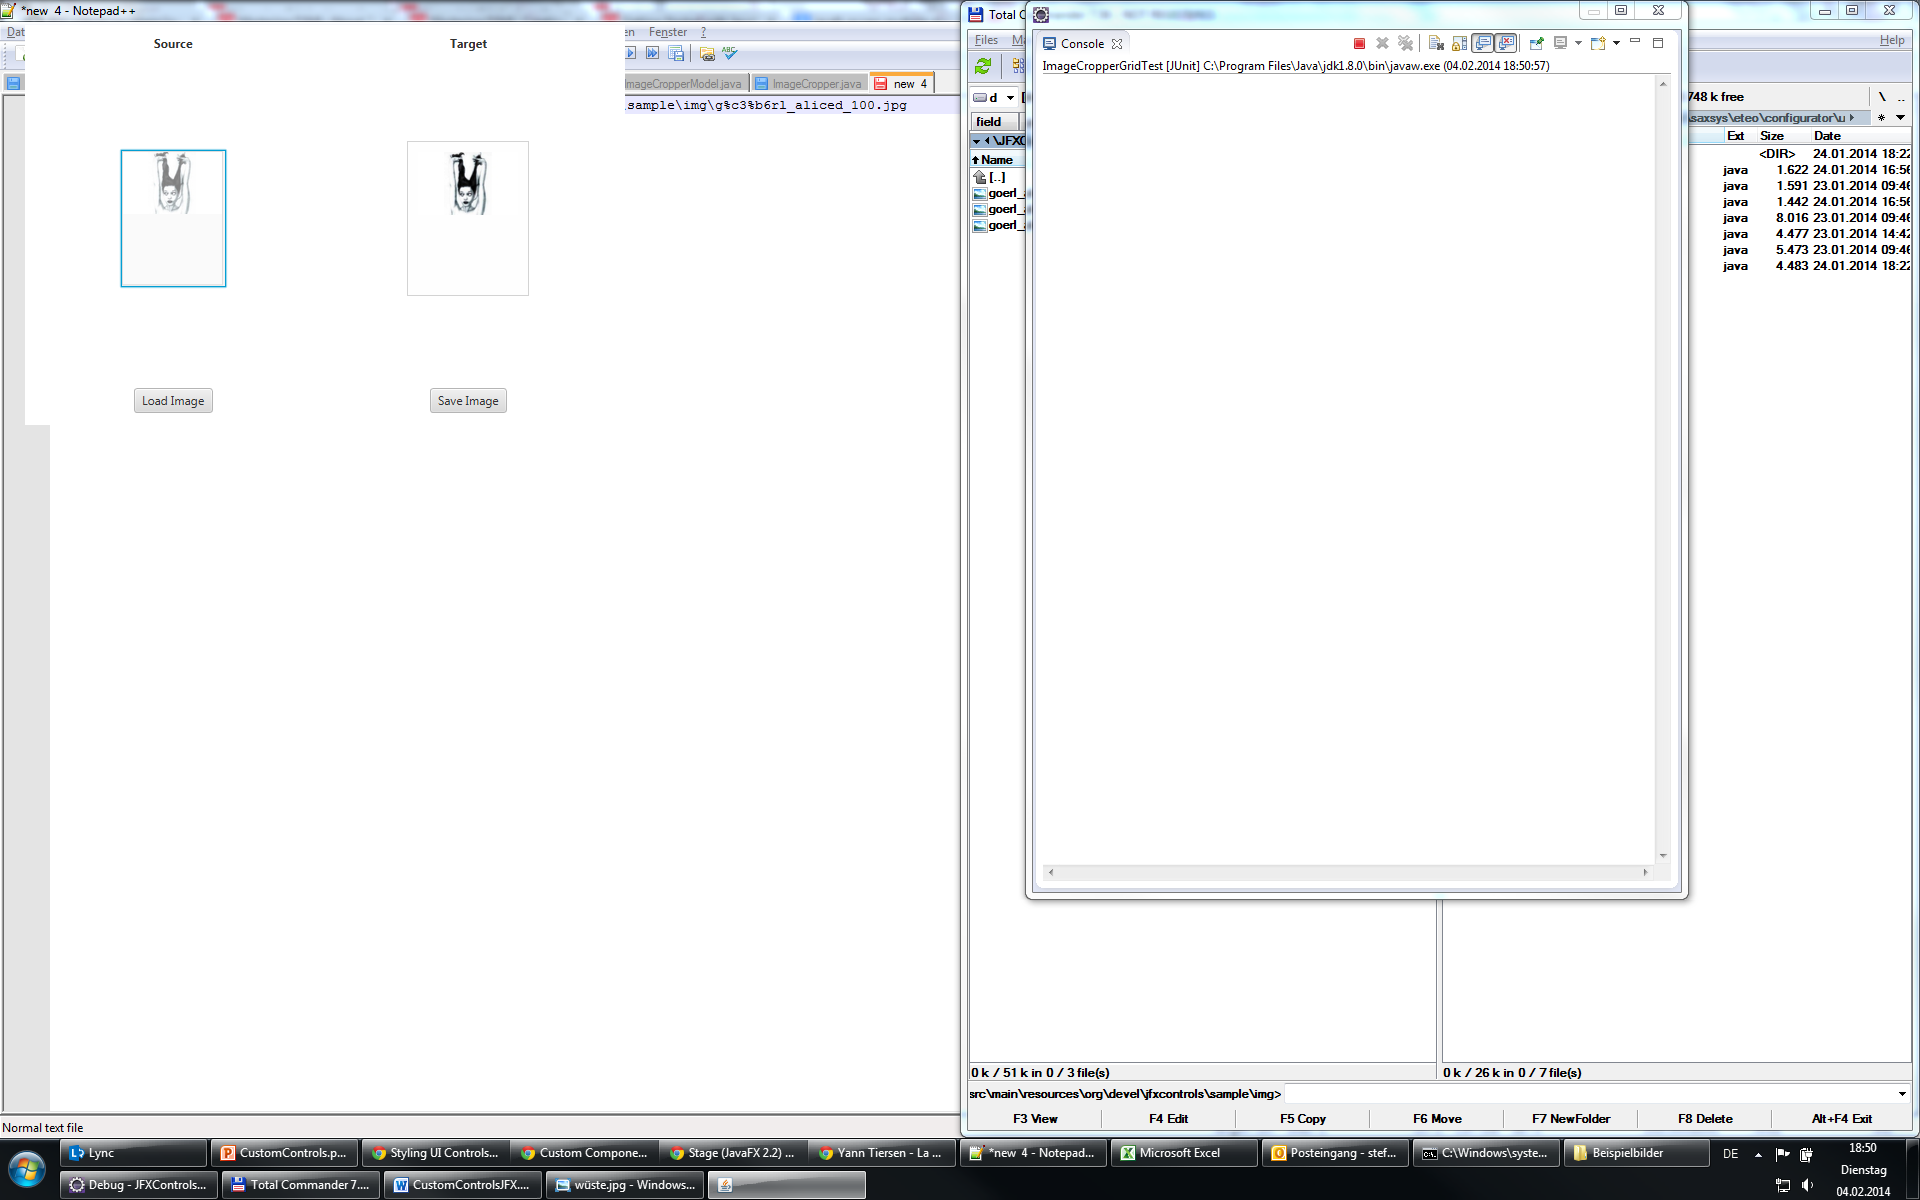 *new  4 - Notepad++
Dat
en
Fenster
?
Source
Target
ImageCropperModel.java
ImageCropper.java
new  4
\sample\img\g%c3%b6rl_aliced_100.jpg
Load Image
Save Image
Normal text file
Total C
Files
Ma
Help
d
748 k free
\
..
field
\JFXC
\saxsys\eteo\configurator\u
*
Name
Ext
Size
Date
[..]
<DIR>
24.01.2014 18:22
goerl_
java
1.622
24.01.2014 16:56
goerl_
java
1.591
23.01.2014 09:46
goerl_
java
1.442
24.01.2014 16:56
java
8.016
23.01.2014 09:46
java
4.477
23.01.2014 14:42
java
5.473
23.01.2014 09:46
java
4.483
24.01.2014 18:22
Console
ImageCropperGridTest [JUnit] C:\Program Files\Java\jdk1.8.0\bin\javaw.exe (04.02.2014 18:50:57)
0 k / 51 k in 0 / 3 file(s)
0 k / 26 k in 0 / 7 file(s)
src\main\resources\org\devel\jfxcontrols\sample\img>
F3 View
F4 Edit
F5 Copy
F6 Move
F7 NewFolder
F8 Delete
Alt+F4 Exit
Lync
CustomControls.p...
Styling UI Controls...
Custom Compone...
Stage (JavaFX 2.2) ...
Yann Tiersen - La ...
*new  4 - Notepad...
Microsoft Excel
Posteingang - stef...
C:\Windows\syste...
Beispielbilder
DE
18:50
Dienstag
04.02.2014
Debug - JFXControls...
Total Commander 7....
CustomControlsJFX....
wüste.jpg - Windows...